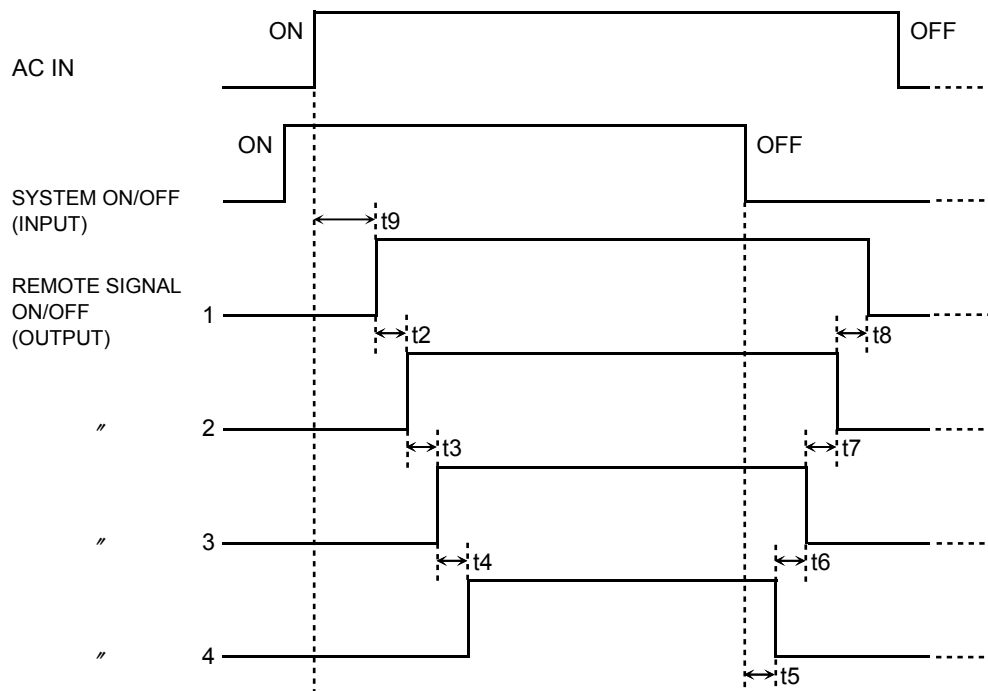 ON
OFF
AC IN
ON
OFF
SYSTEM ON/OFF
(INPUT)
t9
REMOTE SIGNAL
ON/OFF
(OUTPUT)
1
t2
t8
〃 2
t3
t7
〃 3
t4
t6
〃 4
t5